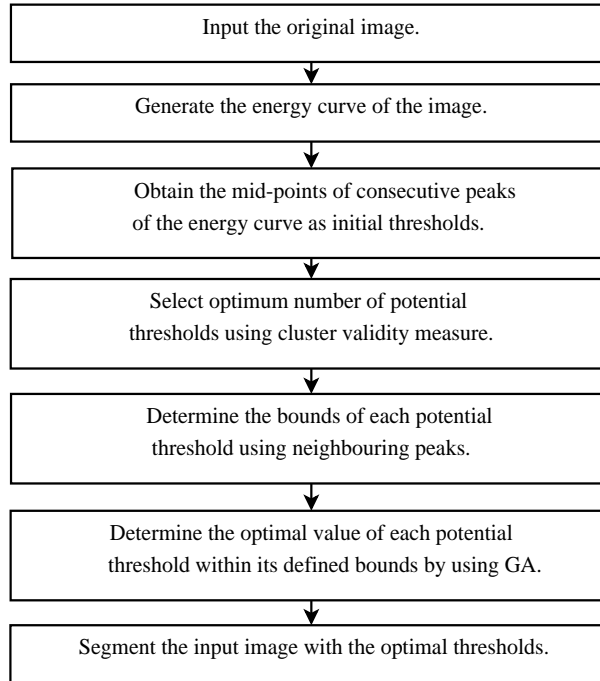 Input the original image.
Generate the energy curve of the image.
Obtain the mid-points of consecutive peaks
of the energy curve as initial thresholds.
Select optimum number of potential
thresholds using cluster validity measure.
Determine the bounds of each potential
threshold using neighbouring peaks.
Determine the optimal value of each potential
threshold within its defined bounds by using GA.
Segment the input image with the optimal thresholds.